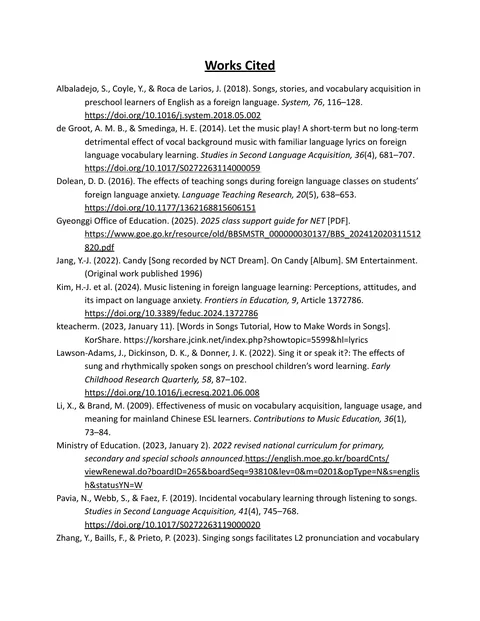 Works Cited
Albaladejo, S., Coyle, Y., & Roca de Larios, J. (2018). Songs, stories, and vocabulary acquisition in
preschool learners of English as a foreign language. System, 76, 116–128.
https://doi.org/10.1016/j.system.2018.05.002
de Groot, A. M. B., & Smedinga, H. E. (2014). Let the music play! A short-term but no long-term
detrimental effect of vocal background music with familiar language lyrics on foreign
language vocabulary learning. Studies in Second Language Acquisition, 36(4), 681–707.
https://doi.org/10.1017/S0272263114000059
Dolean, D. D. (2016). The effects of teaching songs during foreign language classes on students’
foreign language anxiety. Language Teaching Research, 20(5), 638–653.
https://doi.org/10.1177/1362168815606151
Gyeonggi Office of Education. (2025). 2025 class support guide for NET [PDF].
https://www.goe.go.kr/resource/old/BBSMSTR_000000030137/BBS_202412020311512
820.pdf
Jang, Y.-J. (2022). Candy [Song recorded by NCT Dream]. On Candy [Album]. SM Entertainment.
(Original work published 1996)
Kim, H.-J. et al. (2024). Music listening in foreign language learning: Perceptions, attitudes, and
its impact on language anxiety. Frontiers in Education, 9, Article 1372786.
https://doi.org/10.3389/feduc.2024.1372786
kteacherm. (2023, January 11). [Words in Songs Tutorial, How to Make Words in Songs].
KorShare. https://korshare.jcink.net/index.php?showtopic=5599&hl=lyrics
Lawson-Adams, J., Dickinson, D. K., & Donner, J. K. (2022). Sing it or speak it?: The effects of
sung and rhythmically spoken songs on preschool children’s word learning. Early
Childhood Research Quarterly, 58, 87–102.
https://doi.org/10.1016/j.ecresq.2021.06.008
Li, X., & Brand, M. (2009). Effectiveness of music on vocabulary acquisition, language usage, and
meaning for mainland Chinese ESL learners. Contributions to Music Education, 36(1),
73–84.
Ministry of Education. (2023, January 2). 2022 revised national curriculum for primary,
secondary and special schools announced.https://english.moe.go.kr/boardCnts/
viewRenewal.do?boardID=265&boardSeq=93810&lev=0&m=0201&opType=N&s=englis
h&statusYN=W
Pavia, N., Webb, S., & Faez, F. (2019). Incidental vocabulary learning through listening to songs.
Studies in Second Language Acquisition, 41(4), 745–768.
https://doi.org/10.1017/S0272263119000020
Zhang, Y., Baills, F., & Prieto, P. (2023). Singing songs facilitates L2 pronunciation and vocabulary